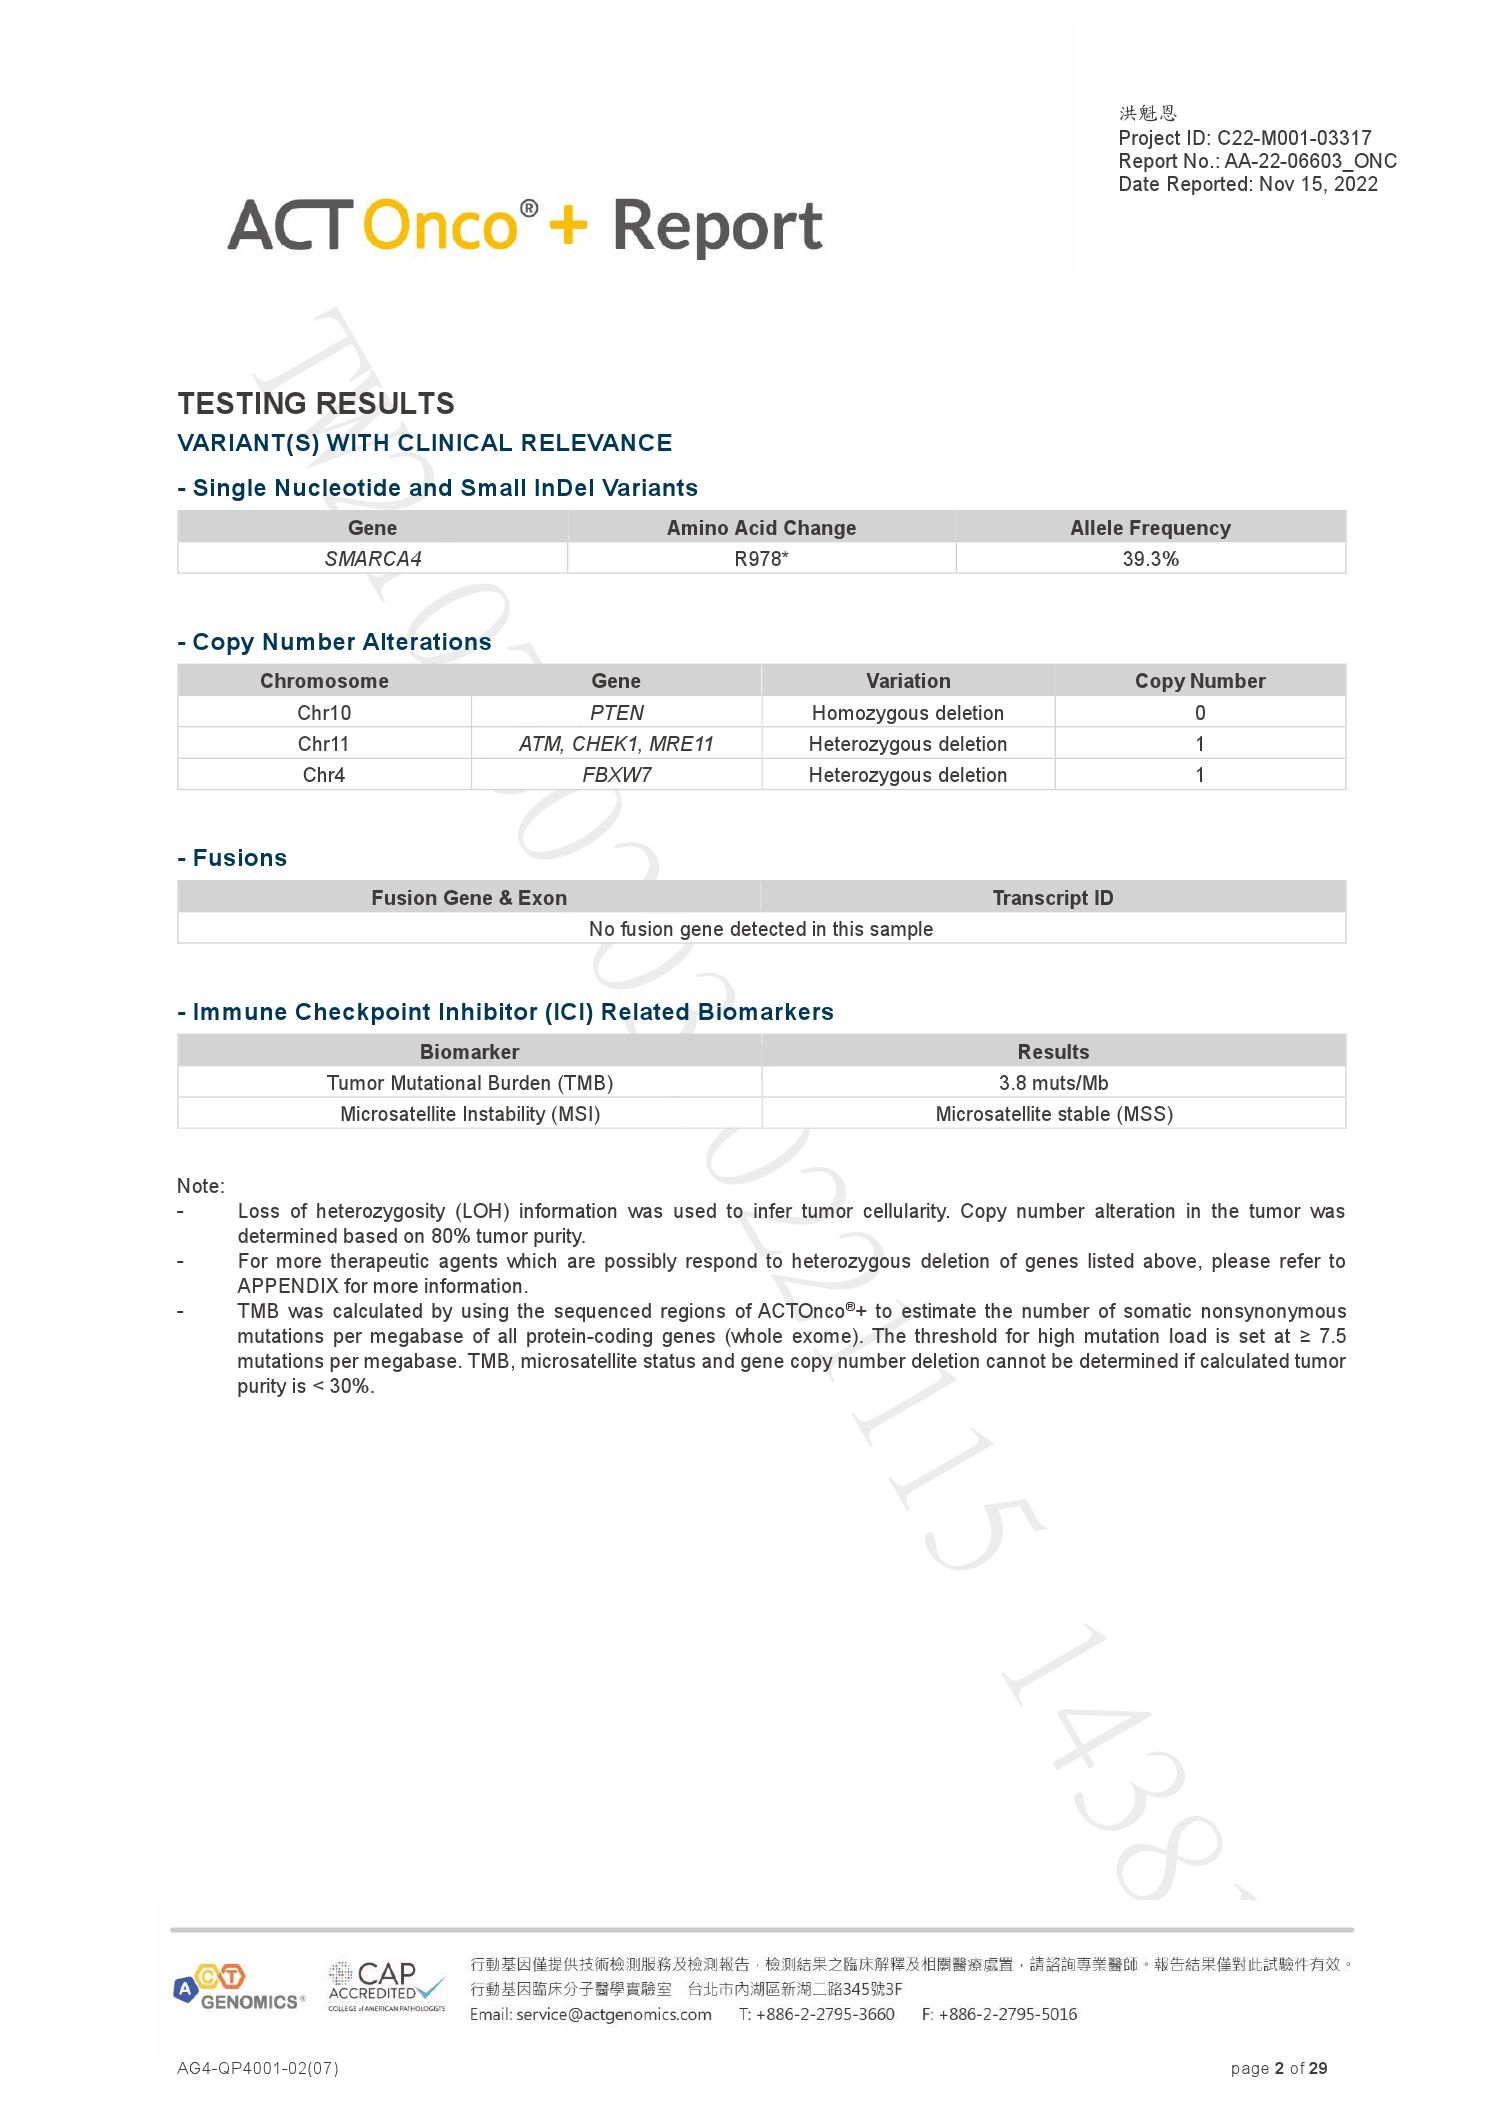 洪魁恩
Project ID: C22-M001-03317
Report No.: AA-22-06603_ONC
Date Reported: Nov 15, 2022
ACTOnco®+ Report
TESTING RESULTS
VARIANT(S) WITH CLINICAL RELEVANCE
- Single Nucleotide and Small InDel Variants
Gene Amino Acid Change Allele Frequency
SMARCA4 R978* 39.3%
- Copy Number Alterations
Chromosome Gene Variation Copy Number
Chr10 PTEN Homozygous deletion 0
Chr11 ATM, CHEK1, MRE11 Heterozygous deletion 1
Chr4 FBXW7 Heterozygous deletion 1
- Fusions
Fusion Gene & Exon Transcript ID
No fusion gene detected in this sample
- Immune Checkpoint Inhibitor (ICI) Related Biomarkers
Biomarker Results
Tumor Mutational Burden (TMB) 3.8 muts/Mb
Microsatellite Instability (MSI) Microsatellite stable (MSS)
Note:
- Loss of heterozygosity (LOH) information was used to infer tumor cellularity. Copy number alteration in the tumor was
determined based on 80% tumor purity.
- For more therapeutic agents which are possibly respond to heterozygous deletion of genes listed above, please refer to
APPENDIX for more information.
- TMB was calculated by using the sequenced regions of ACTOnco®+ to estimate the number of somatic nonsynonymous
mutations per megabase of all protein-coding genes (whole exome). The threshold for high mutation load is set at ≥ 7.5
mutations per megabase. TMB, microsatellite status and gene copy number deletion cannot be determined if calculated tumor
purity is < 30%.
ACT GENOMICS®
CAP
ACCREDITED
COLLEGE of AMERICAN PATHOLOGISTS
行動基因僅提供技術檢測服務及檢測報告，檢測結果之臨床解釋及相關醫療處置，請諮詢專業醫師。報告結果僅對此試驗件有效。
行動基因臨床分子醫學實驗室 台北市內湖區新湖二路345號3F
Email: service@actgenomics.com T: +886-2-2795-3660 F: +886-2-2795-5016
AG4-QP4001-02(07)
page 2 of 29